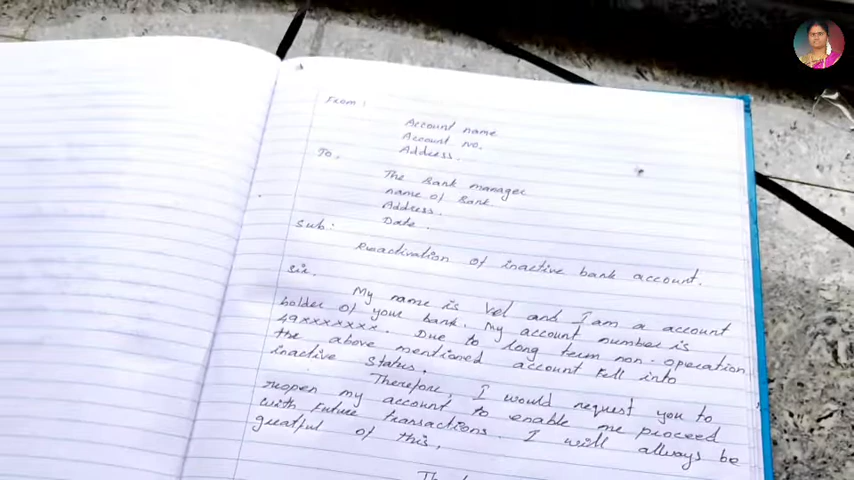 From:
Account name
Account no.
Address.
To.
The Bank manager
name of Bank
Address.
Date.
Sub:
reactivation of inactive bank account.
sir.
My name is Vel and I am a account
holder of your bank. My account number is
49xxxxxxxx. Due to long term non-operation
the above mentioned account fell into
inactive status.
Therefore, I would request you to
reopen my account to enable me proceed
with future transactions. I will allways be
greatful of this.